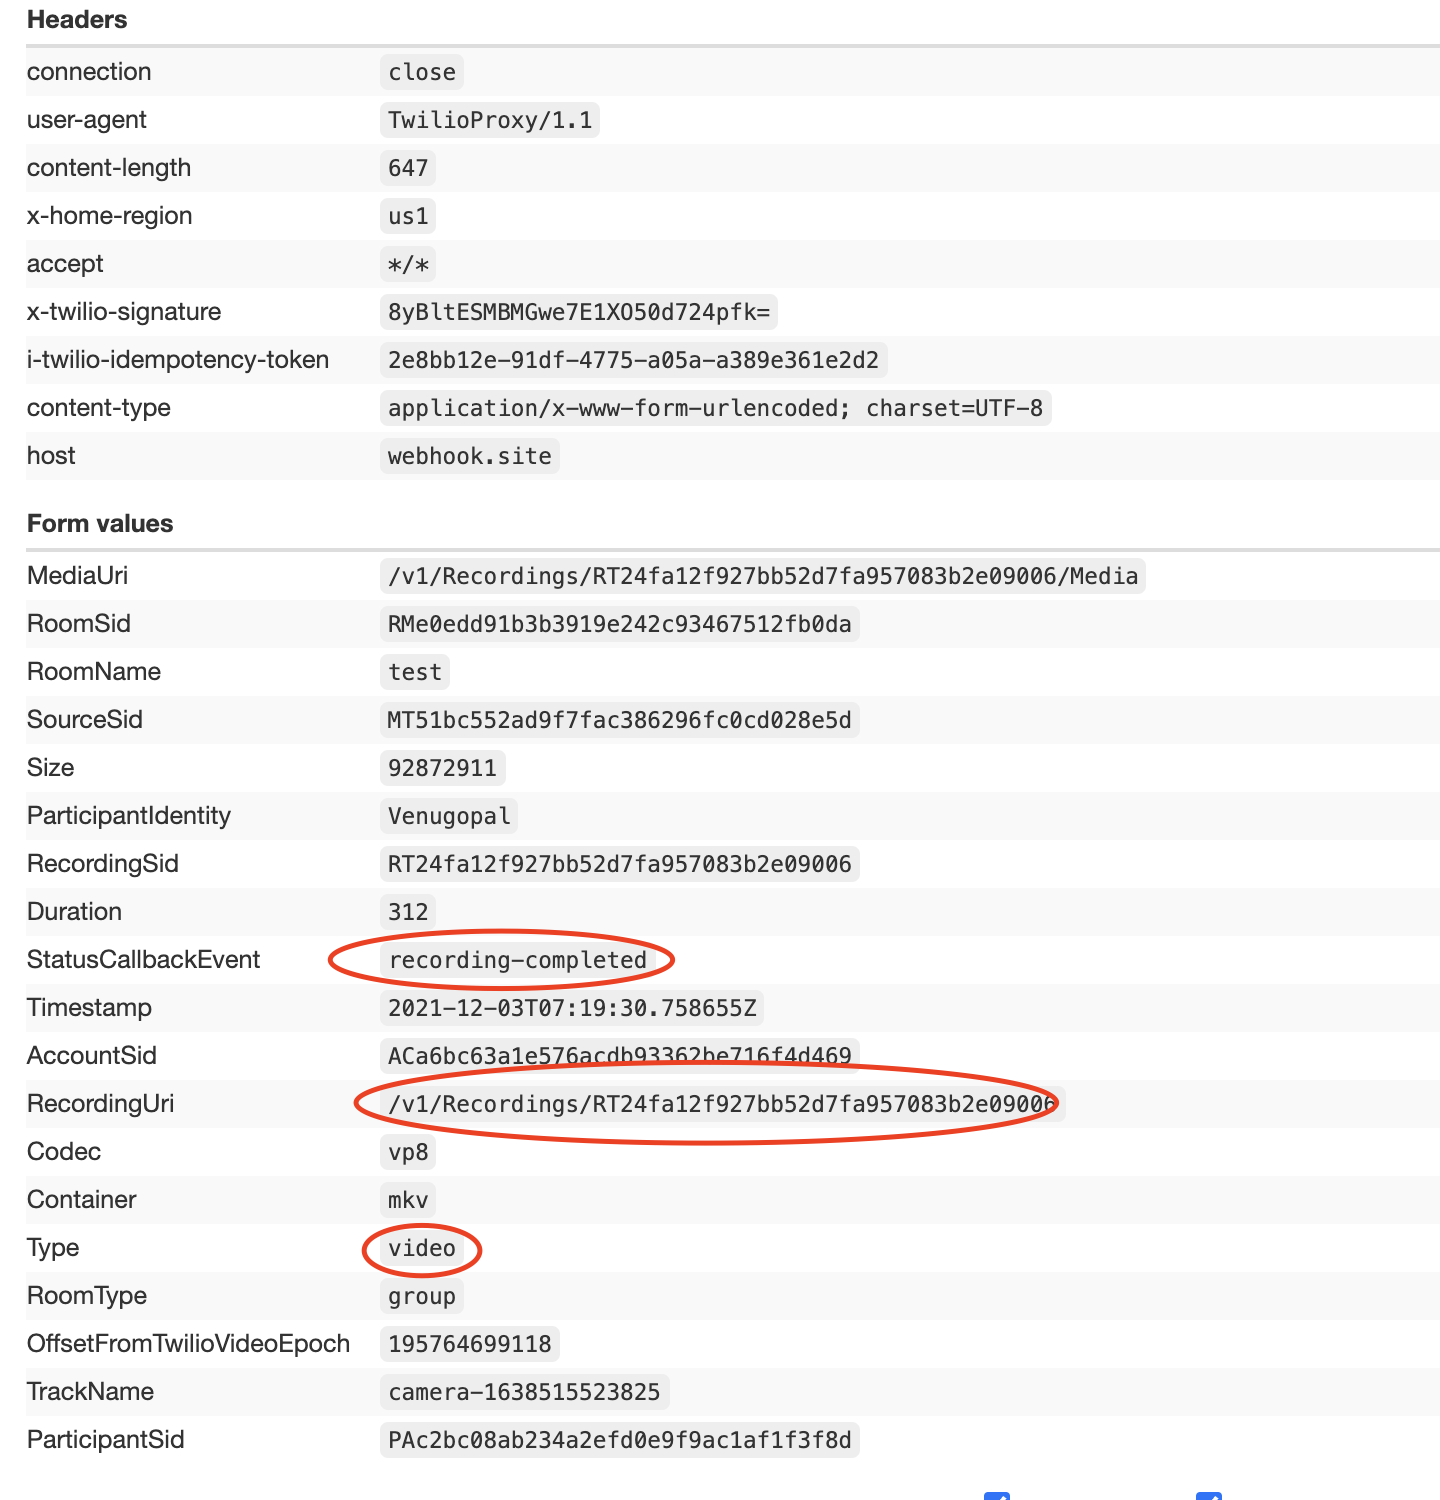 Headers
connection close
user-agent TwilioProxy/1.1
content-length 647
x-home-region us1
accept */*
x-twilio-signature 8yBltESMBMGwe7E1XO50d724pfk=
i-twilio-idempotency-token 2e8bb12e-91df-4775-a05a-a389e361e2d2
content-type application/x-www-form-urlencoded; charset=UTF-8
host webhook.site
Form values
MediaUri /v1/Recordings/RT24fa12f927bb52d7fa957083b2e09006/Media
RoomSid RMe0edd91b3b3919e242c93467512fb0da
RoomName test
SourceSid MT51bc552ad9f7fac386296fc0cd028e5d
Size 92872911
ParticipantIdentity Venugopal
RecordingSid RT24fa12f927bb52d7fa957083b2e09006
Duration 312
StatusCallbackEvent recording-completed
Timestamp 2021-12-03T07:19:30.758655Z
AccountSid ACa6bc63a1e576acdb93362be716f4d469
RecordingUri /v1/Recordings/RT24fa12f927bb52d7fa957083b2e09006
Codec vp8
Container mkv
Type video
RoomType group
OffsetFromTwilioVideoEpoch 195764699118
TrackName camera-1638515523825
ParticipantSid PAc2bc08ab234a2efd0e9f9ac1af1f3f8d